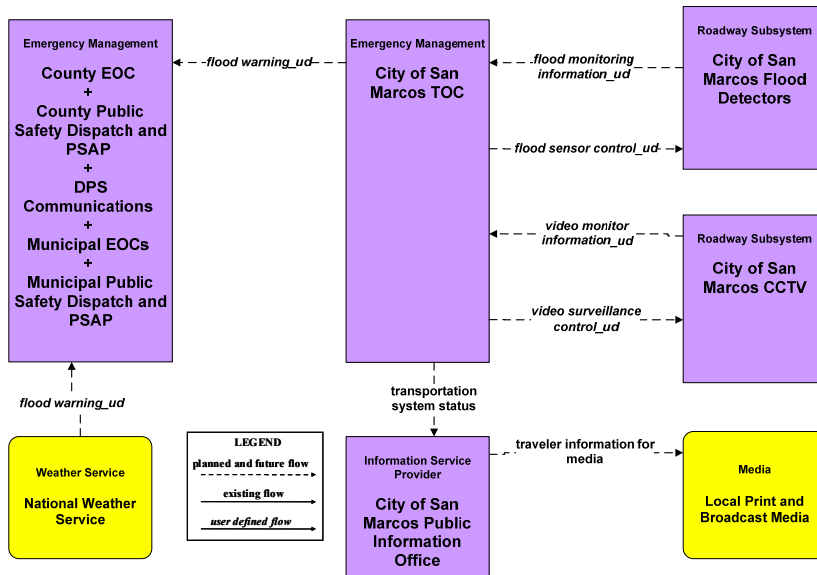 Emergency Management
County EOC
+
County Public
Safety Dispatch and
PSAP
+
DPS
Communications
+
Municipal EOCs
+
Municipal Public
Safety Dispatch and
PSAP
flood warning_ud
Emergency Management
City of San
Marcos TOC
flood monitoring
information_ud
flood sensor control_ud
video monitor
information_ud
video surveillance
control_ud
Roadway Subsystem
City of San
Marcos Flood
Detectors
Roadway Subsystem
City of San
Marcos CCTV
flood warning_ud
transportation
system status
Weather Service
National Weather
Service
LEGEND
planned and future flow
existing flow
user defined flow
Information Service
Provider
City of San
Marcos Public
Information
Office
traveler information for
media
Media
Local Print and
Broadcast Media